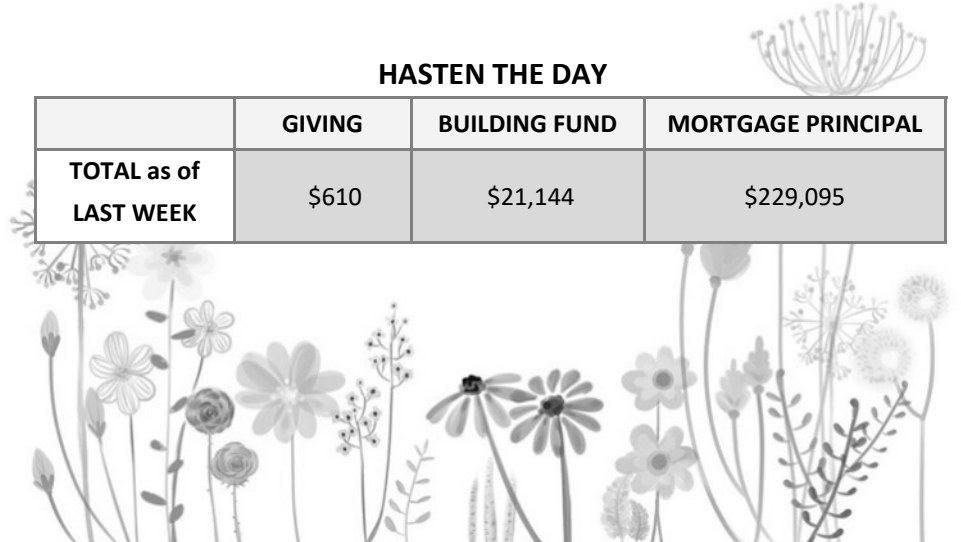 HASTEN THE DAY
GIVING BUILDING FUND MORTGAGE PRINCIPAL
TOTAL as of
LAST WEEK
$610 $21,144 $229,095